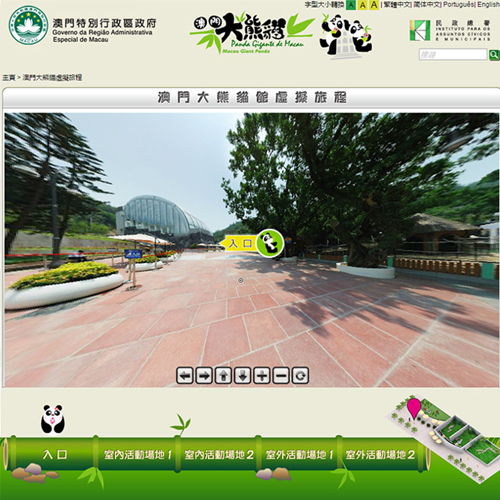 字型大小轉換 A A A | 繁體中文| 简体中文| Português| English
澳門特別行政區政府
Governo da Região Administrativa
Especial de Macau
澳門大熊貓
Panda Gigante de Macau
Macao Giant Panda
民政總署
INSTITUTO PARA OS
ASSUNTOS CÍVICOS
E MUNICIPAIS
搜尋
主頁 > 澳門大熊貓虛擬旅程
澳門大熊貓館虛擬旅程
入口
入口
室內活動場地1
室內活動場地2
室外活動場地1
室外活動場地2